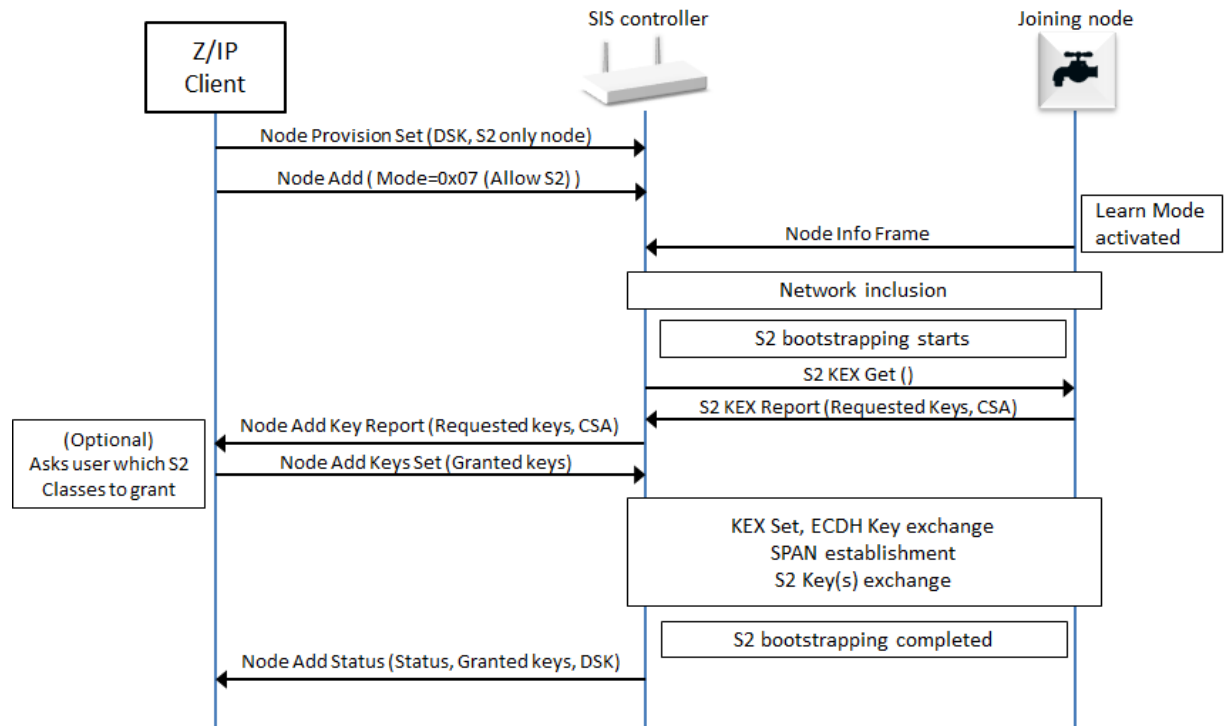 SIS controller
Joining node
Z/IP
Client
Node Provision Set (DSK, S2 only node)
Node Add ( Mode=0x07 (Allow S2) )
Learn Mode
activated
Node Info Frame
Network inclusion
S2 bootstrapping starts
S2 KEX Get ()
S2 KEX Report (Requested Keys, CSA)
Node Add Key Report (Requested keys, CSA)
(Optional)
Asks user which S2
Classes to grant
Node Add Keys Set (Granted keys)
KEX Set, ECDH Key exchange
SPAN establishment
S2 Key(s) exchange
S2 bootstrapping completed
Node Add Status (Status, Granted keys, DSK)